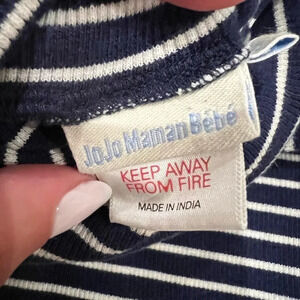 JoJo Maman Bébé
KEEP AWAY
FROM FIRE
MADE IN INDIA